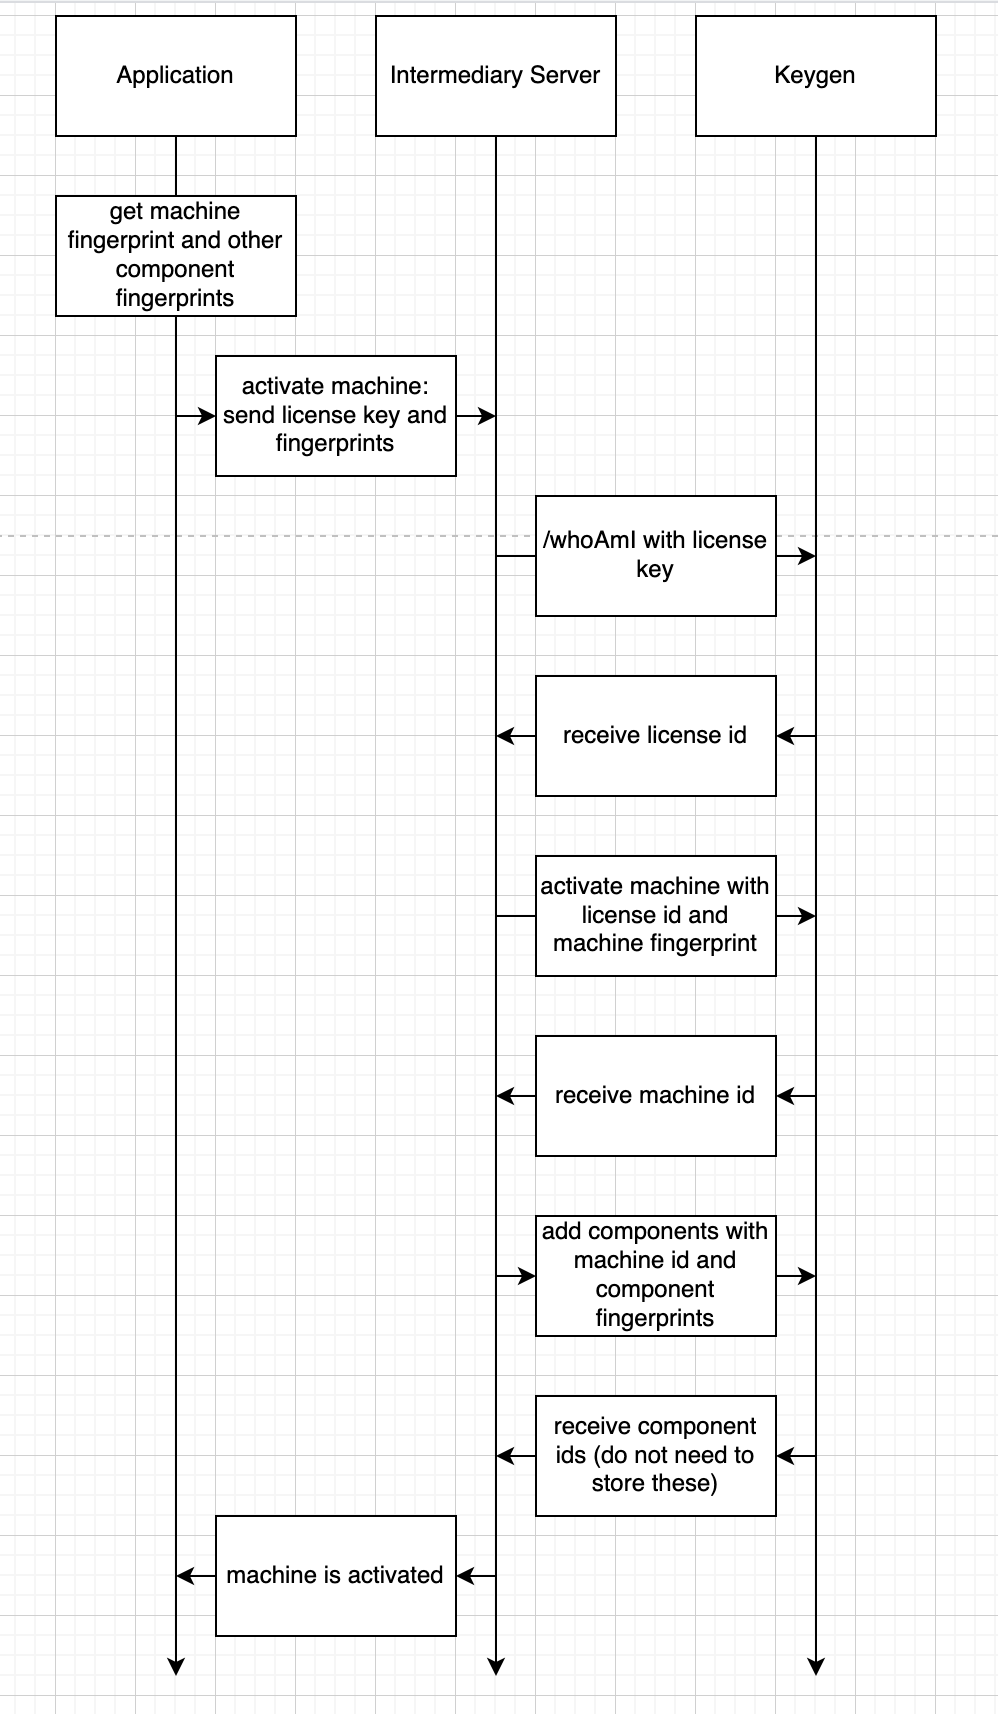 Application
Intermediary Server
Keygen
get machine
fingerprint and other
component
fingerprints
activate machine:
send license key and
fingerprints
/whoAmI with license
key
receive license id
activate machine with
license id and
machine fingerprint
receive machine id
add components with
machine id and
component
fingerprints
receive component
ids (do not need to
store these)
machine is activated